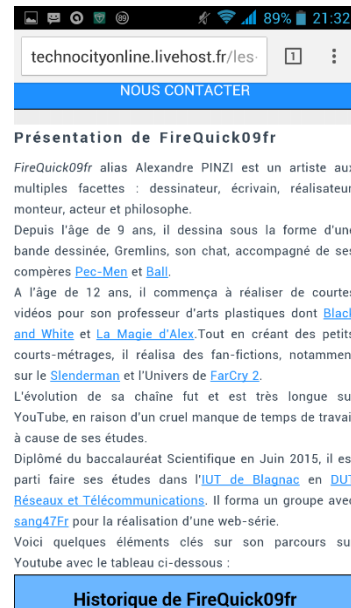 89
89%
21:32
technocityonline.livehost.fr/les-
1
NOUS CONTACTER
Présentation de FireQuick09fr
FireQuick09fr alias Alexandre PINZI est un artiste aux
multiples facettes : dessinateur, écrivain, réalisateur
monteur, acteur et philosophe.
Depuis l'âge de 9 ans, il dessina sous la forme d'une
bande dessinée, Gremlins, son chat, accompagné de ses
compères Pec-Men et Ball.
A l'âge de 12 ans, il commença à réaliser de courtes
vidéos pour son professeur d'arts plastiques dont Black
and White et La Magie d'Alex.Tout en créant des petits
courts-métrages, il réalisa des fan-fictions, notammen
sur le Slenderman et l'Univers de FarCry 2.
L'évolution de sa chaîne fut et est très longue su
YouTube, en raison d'un cruel manque de temps de travai
à cause de ses études.
Diplômé du baccalauréat Scientifique en Juin 2015, il es
parti faire ses études dans l'IUT de Blagnac en DUT
Réseaux et Télécommunications. Il forma un groupe avec
sang47Fr pour la réalisation d'une web-série.
Voici quelques éléments clés sur son parcours su
Youtube avec le tableau ci-dessous :
Historique de FireQuick09fr